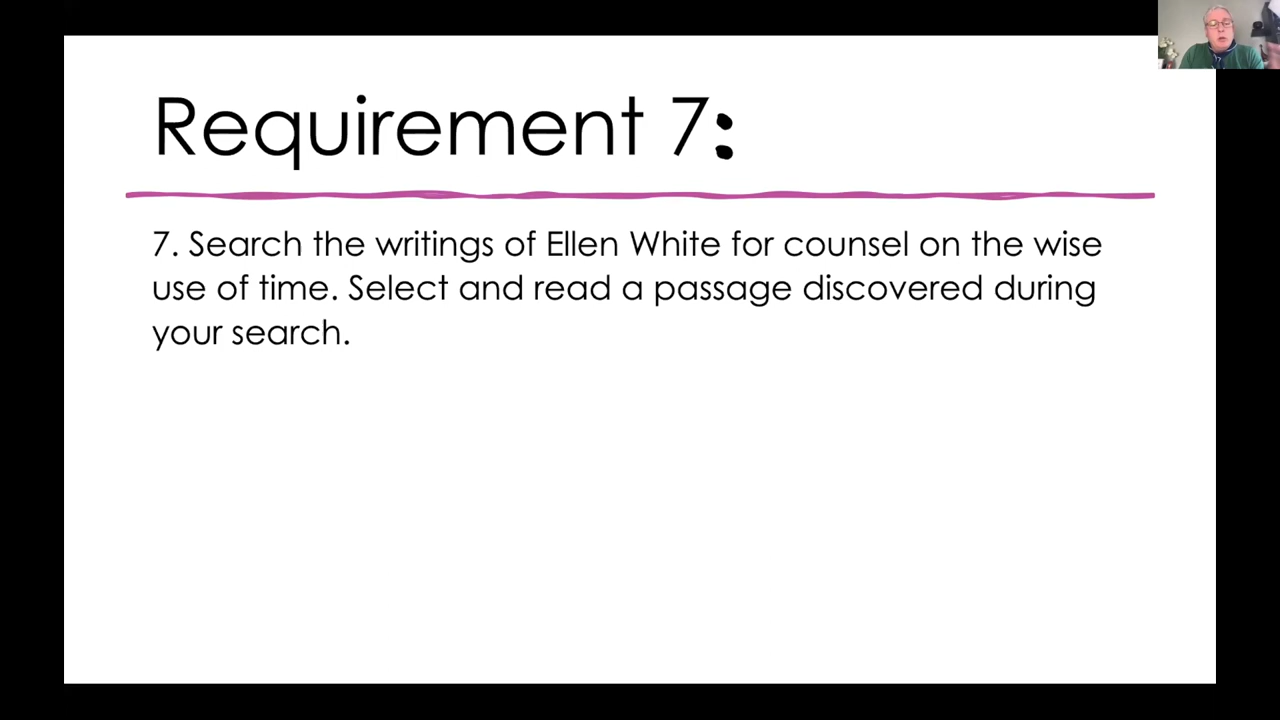 Requirement 7:
7. Search the writings of Ellen White for counsel on the wise
use of time. Select and read a passage discovered during
your search.